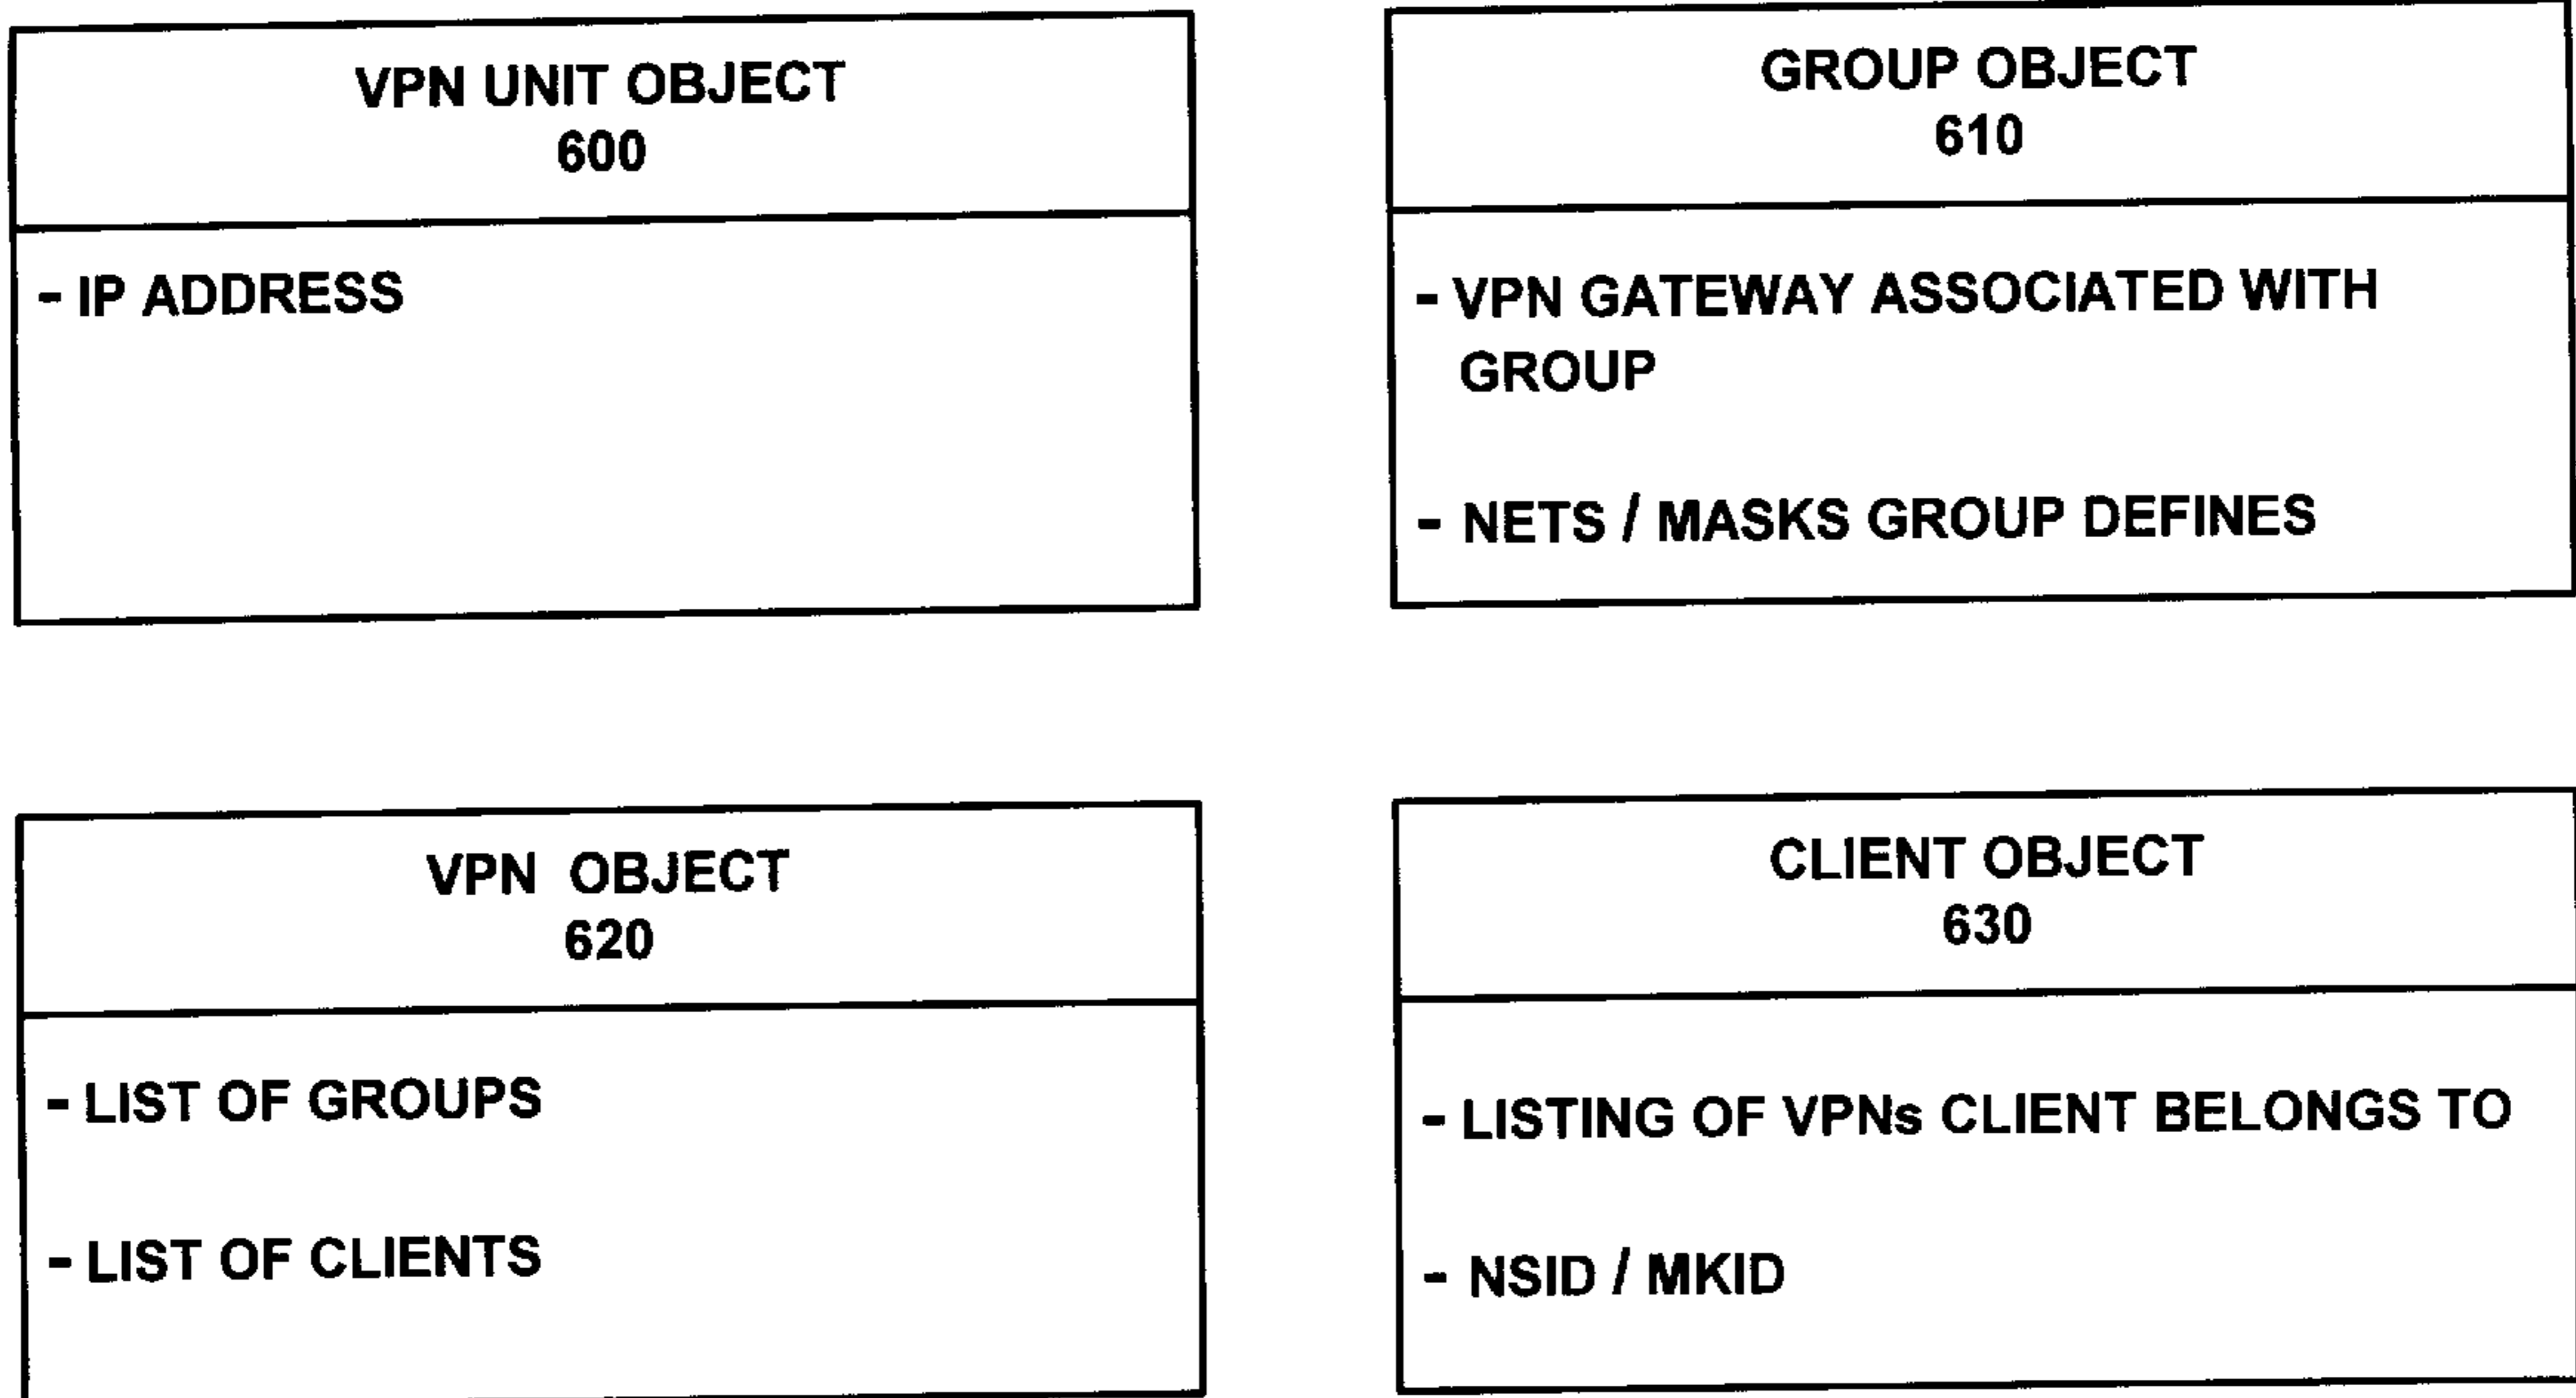 VPN UNIT OBJECT
600
- IP ADDRESS
GROUP OBJECT
610
- VPN GATEWAY ASSOCIATED WITH
GROUP
- NETS / MASKS GROUP DEFINES
VPN OBJECT
620
- LIST OF GROUPS
- LIST OF CLIENTS
CLIENT OBJECT
630
- LISTING OF VPNs CLIENT BELONGS TO
- NSID / MKID